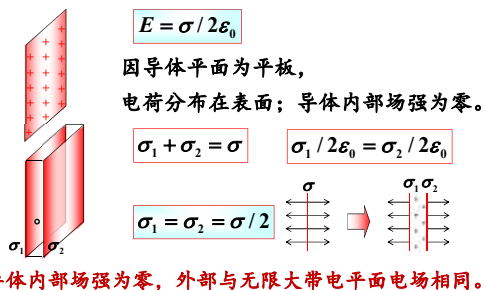 E = σ / 2ε₀
因导体平面为平板，
电荷分布在表面；导体内部场强为零。
σ₁ + σ₂ = σ
σ₁ / 2ε₀ = σ₂ / 2ε₀
σ
σ₁ σ₂
σ₁ = σ₂ = σ / 2
σ₁ σ₂
体内部场强为零，外部与无限大带电平面电场相同。